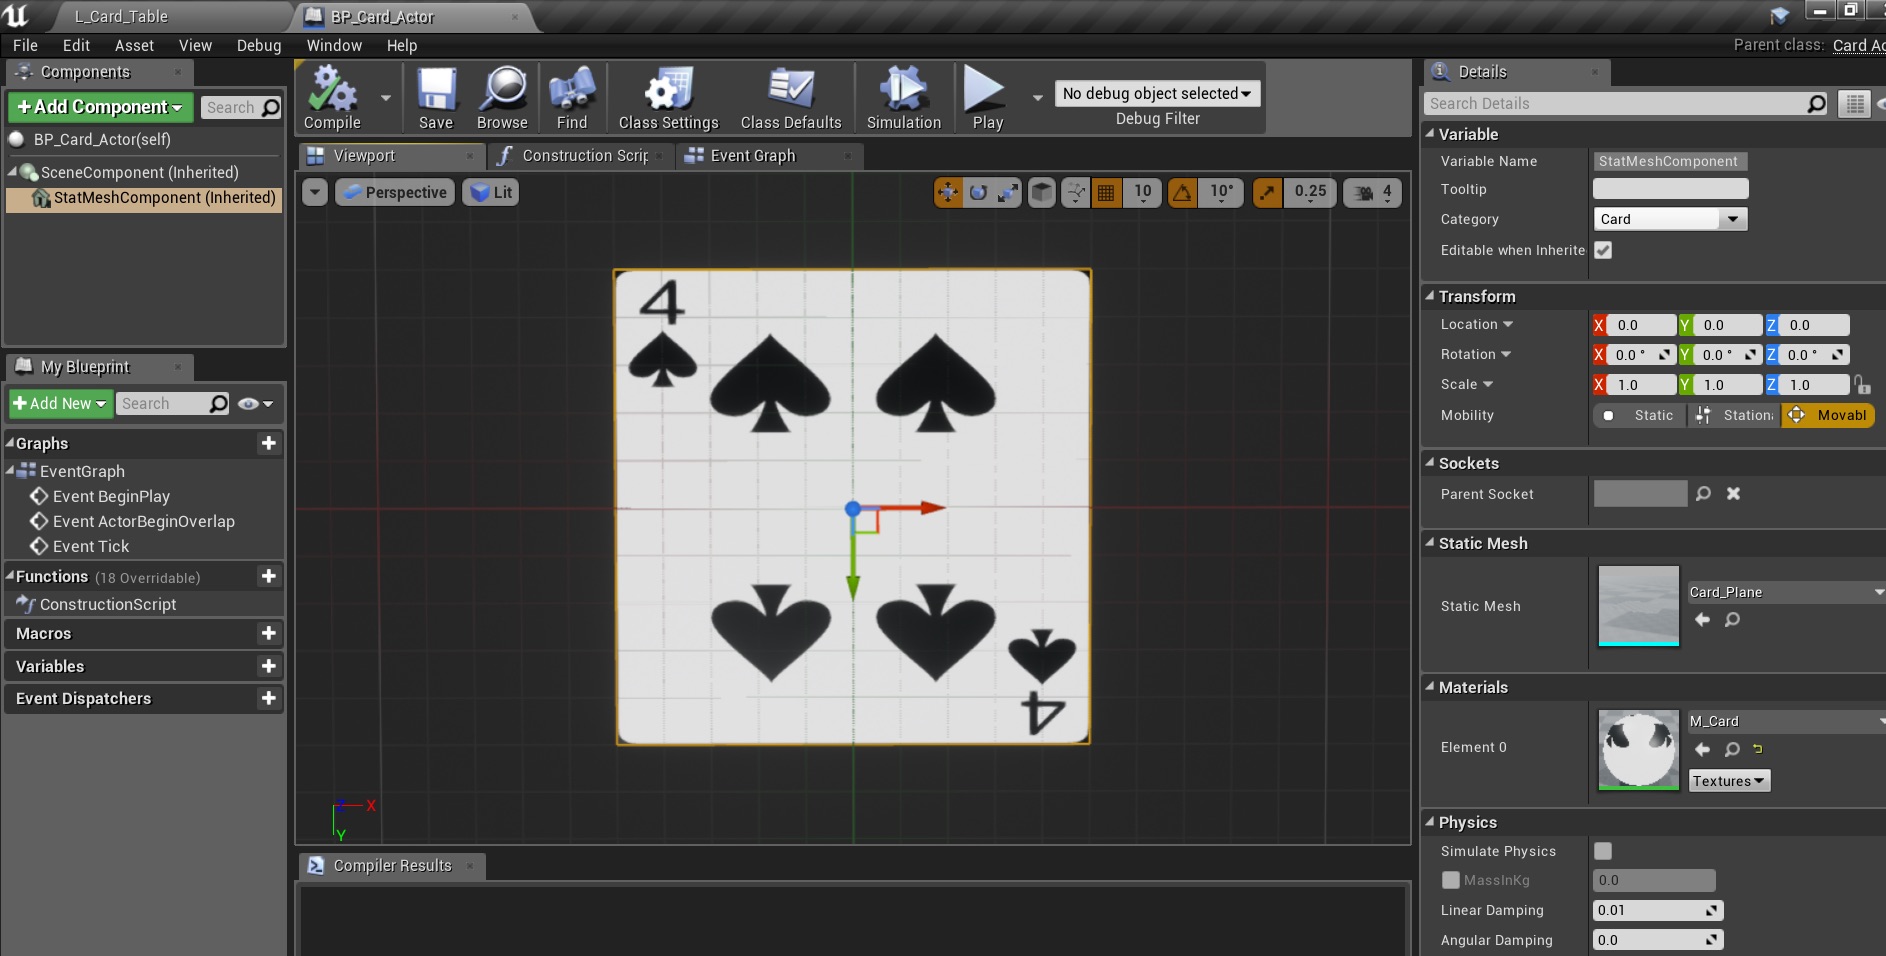 L_Card_Table
BP_Card_Actor
File Edit Asset View Debug Window Help
Parent class: Card Ac
Components
+Add Component
Search
BP_Card_Actor(self)
SceneComponent (Inherited)
StatMeshComponent (Inherited)
My Blueprint
+Add New
Search
Graphs
EventGraph
Event BeginPlay
Event ActorBeginOverlap
Event Tick
Functions (18 Overridable)
ConstructionScript
Macros
Variables
Event Dispatchers
Compile Save Browse Find Class Settings Class Defaults Simulation Play
No debug object selected
Debug Filter
Viewport
Construction Scrip
Event Graph
Perspective
Lit
10
10°
0.25
4
4
4
X
Z
Y
Compiler Results
Details
Search Details
Variable
Variable Name StatMeshComponent
Tooltip
Category Card
Editable when Inherite
Transform
Location X 0.0 Y 0.0 Z 0.0
Rotation X 0.0 ° Y 0.0 ° Z 0.0 °
Scale X 1.0 Y 1.0 Z 1.0
Mobility Static Station Movabl
Sockets
Parent Socket
Static Mesh
Static Mesh Card_Plane
Materials
Element 0 M_Card
Textures
Physics
Simulate Physics
MassInKg 0.0
Linear Damping 0.01
Angular Damping 0.0